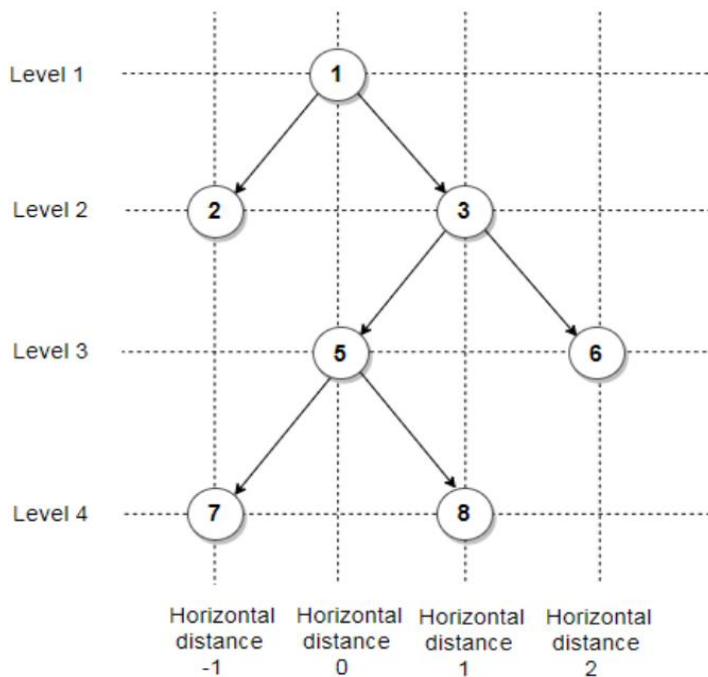 Level 1
1
Level 2
2
3
Level 3
5
6
Level 4
7
8
Horizontal
distance
-1
Horizontal
distance
0
Horizontal
distance
1
Horizontal
distance
2